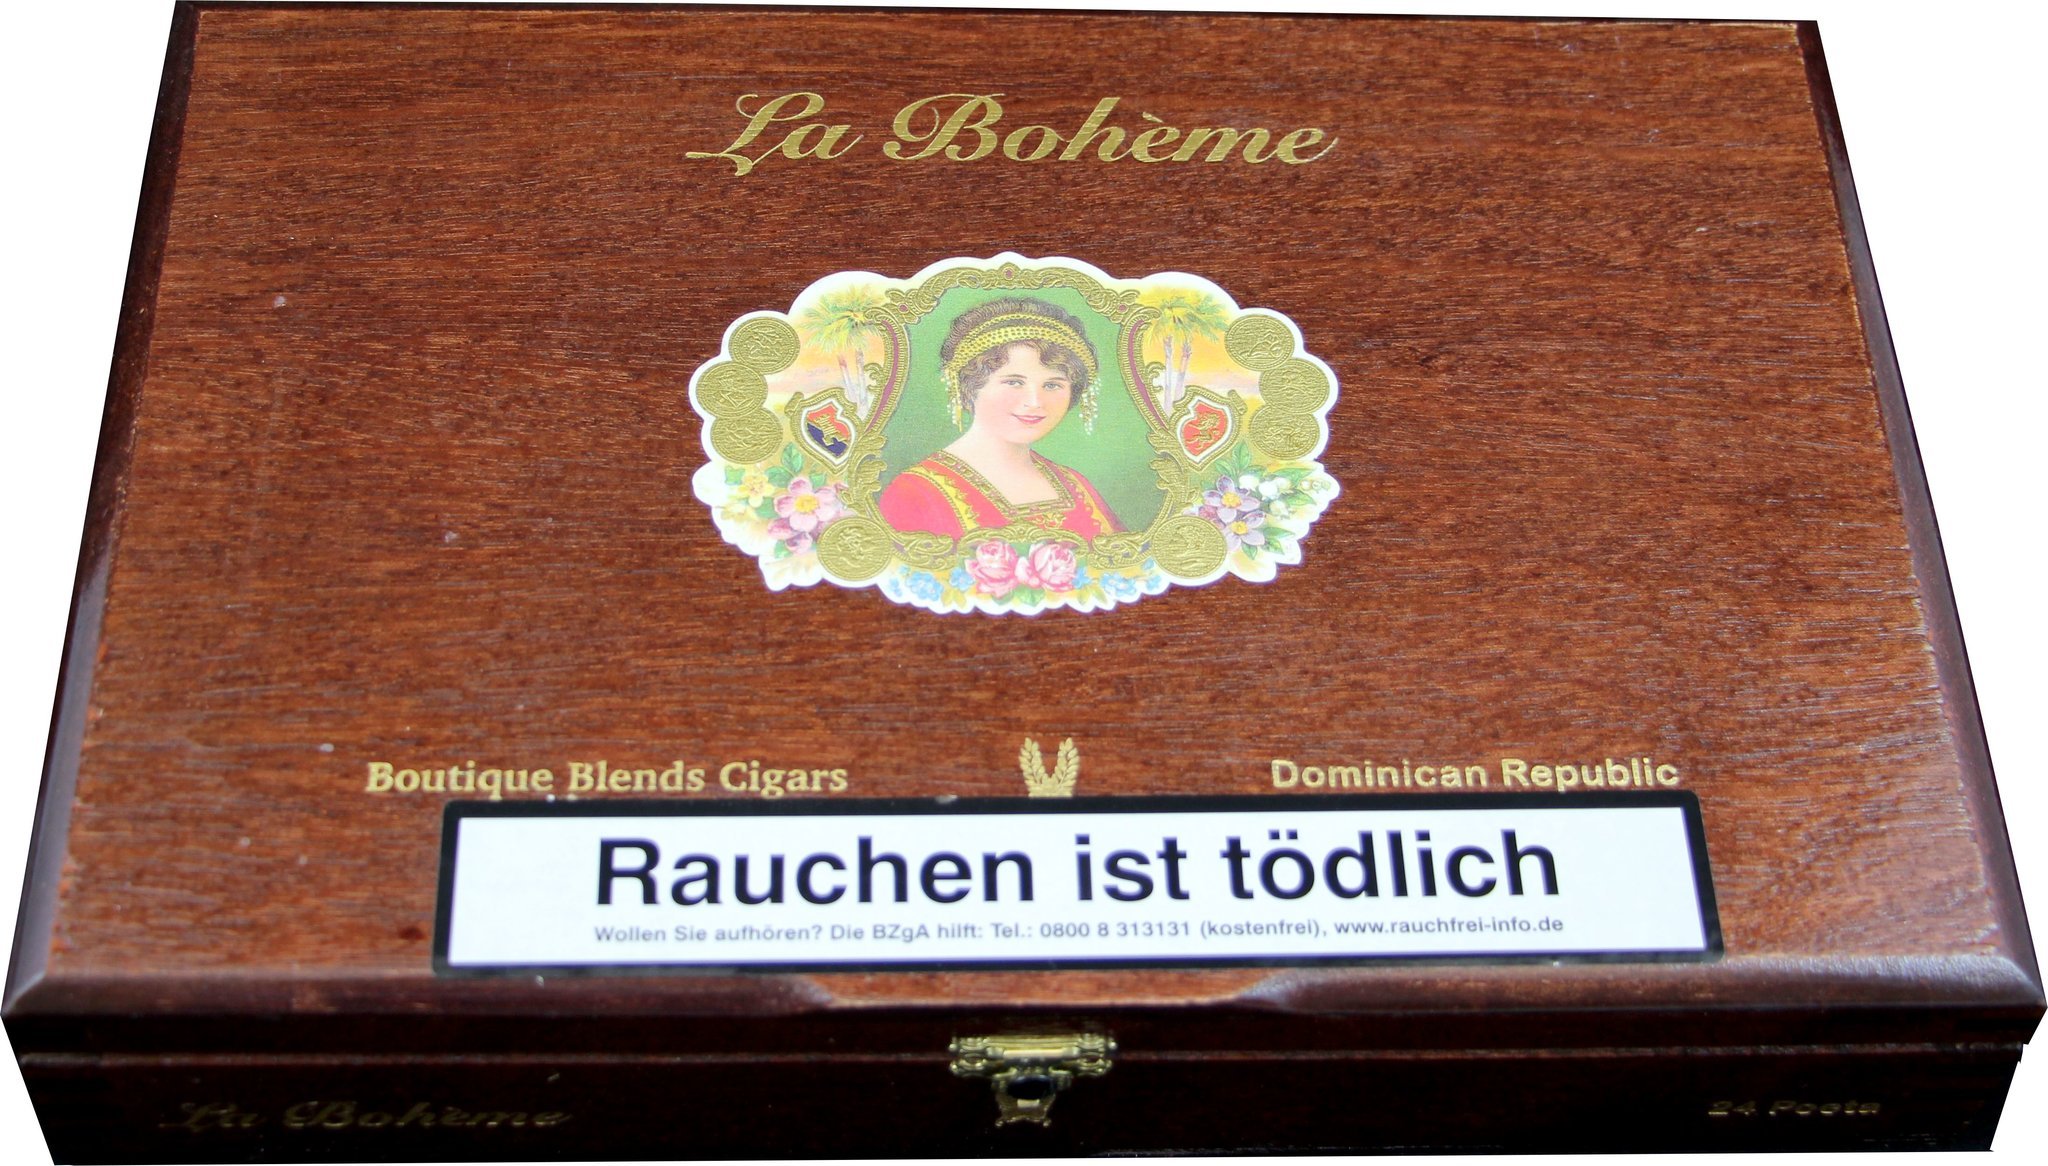 La Bohème
Boutique Blends Cigars
Dominican Republic
Rauchen ist tödlich
Wollen Sie aufhören? Die BZgA hilft: Tel.: 0800 8 313131 (kostenfrei), www.rauchfrei-info.de
La Bohème
24 Poeta